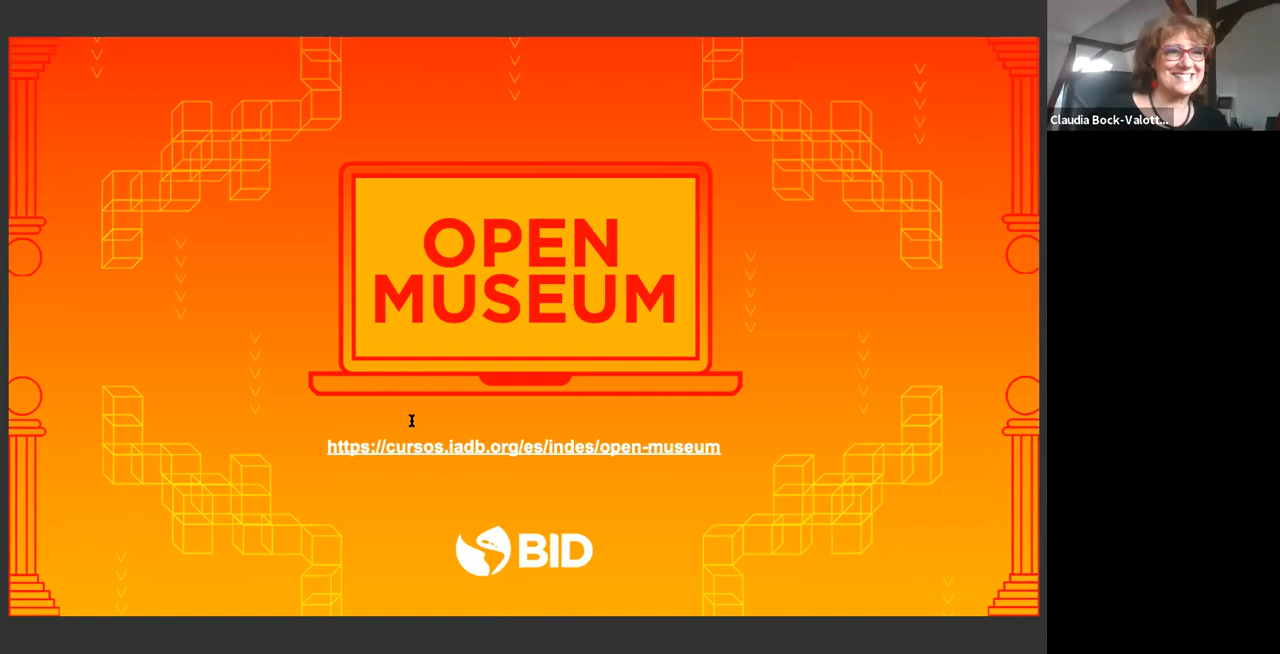 OPEN
MUSEUM
https://cursos.iadb.org/es/indes/open-museum
BID
Claudia Bock-Valott...